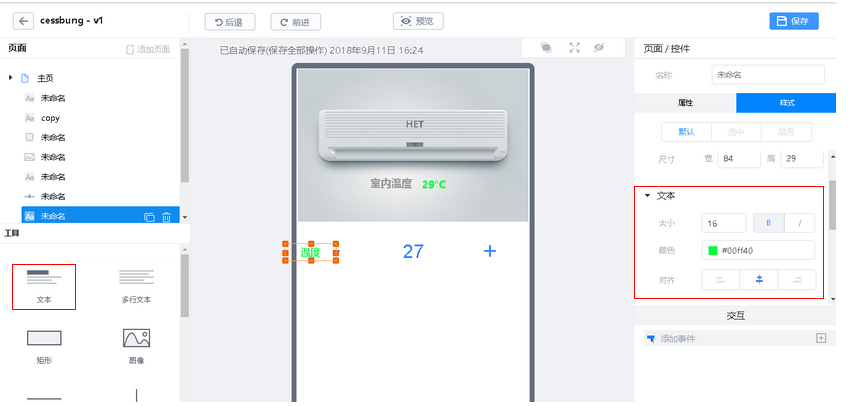 cessbung - v1
后退
前进
预览
保存
页面
添加页面
已自动保存(保存全部操作) 2018年9月11日 16:24
页面 / 控件
主页
名称
未命名
未命名
copy
属性
样式
未命名
默认
选中
禁用
未命名
尺寸
宽
84
高
29
未命名
HET
室内温度
29°C
未命名
文本
未命名
大小
16
B
/
工具
温度
27
+
颜色
#00ff40
对齐
文本
多行文本
交互
添加事件
矩形
图像